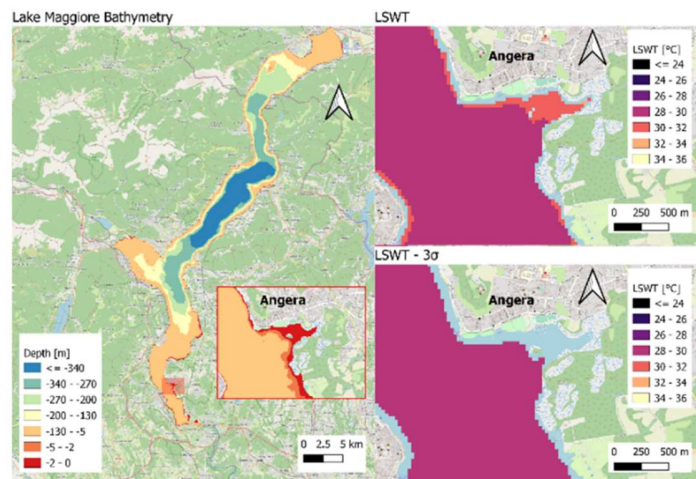 Lake Maggiore Bathymetry
Angera
Depth [m]
<= -340
-340 - -270
-270 - -200
-200 - -130
-130 - -5
-5 - -2
-2 - 0
0 2.5 5 km
LSWT
Angera
LSWT [°C]
<= 24
24 - 26
26 - 28
28 - 30
30 - 32
32 - 34
34 - 36
0 250 500 m
LSWT - 3σ
Angera
LSWT [°C]
<= 24
24 - 26
26 - 28
28 - 30
30 - 32
32 - 34
34 - 36
0 250 500 m